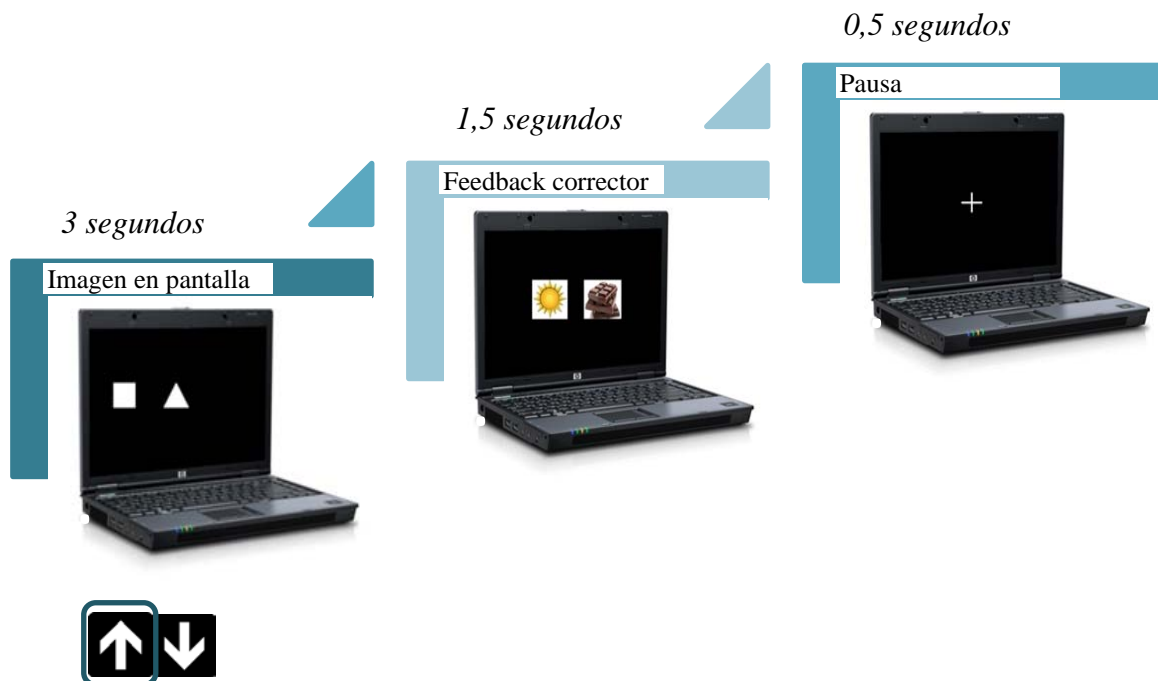 0,5 segundos
Pausa
1,5 segundos
Feedback corrector
3 segundos
Imagen en pantalla